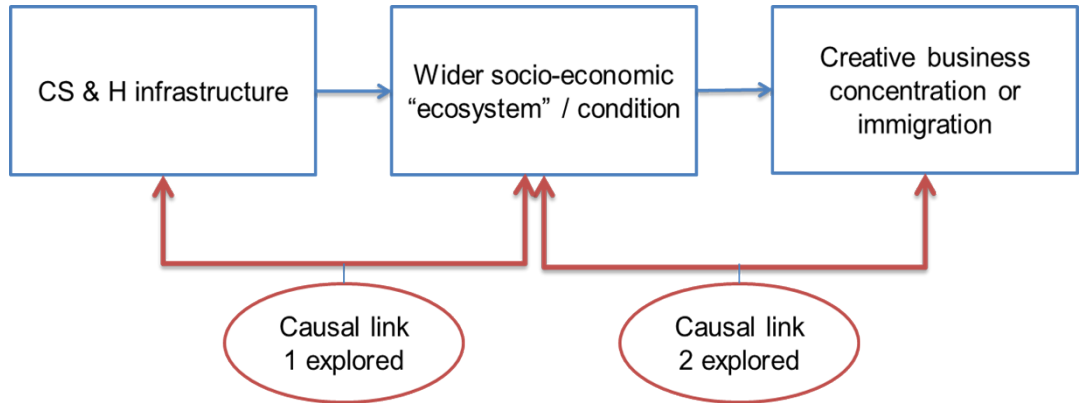 CS & H infrastructure
Wider socio-economic
“ecosystem” / condition
Creative business
concentration or
immigration
Causal link
1 explored
Causal link
2 explored